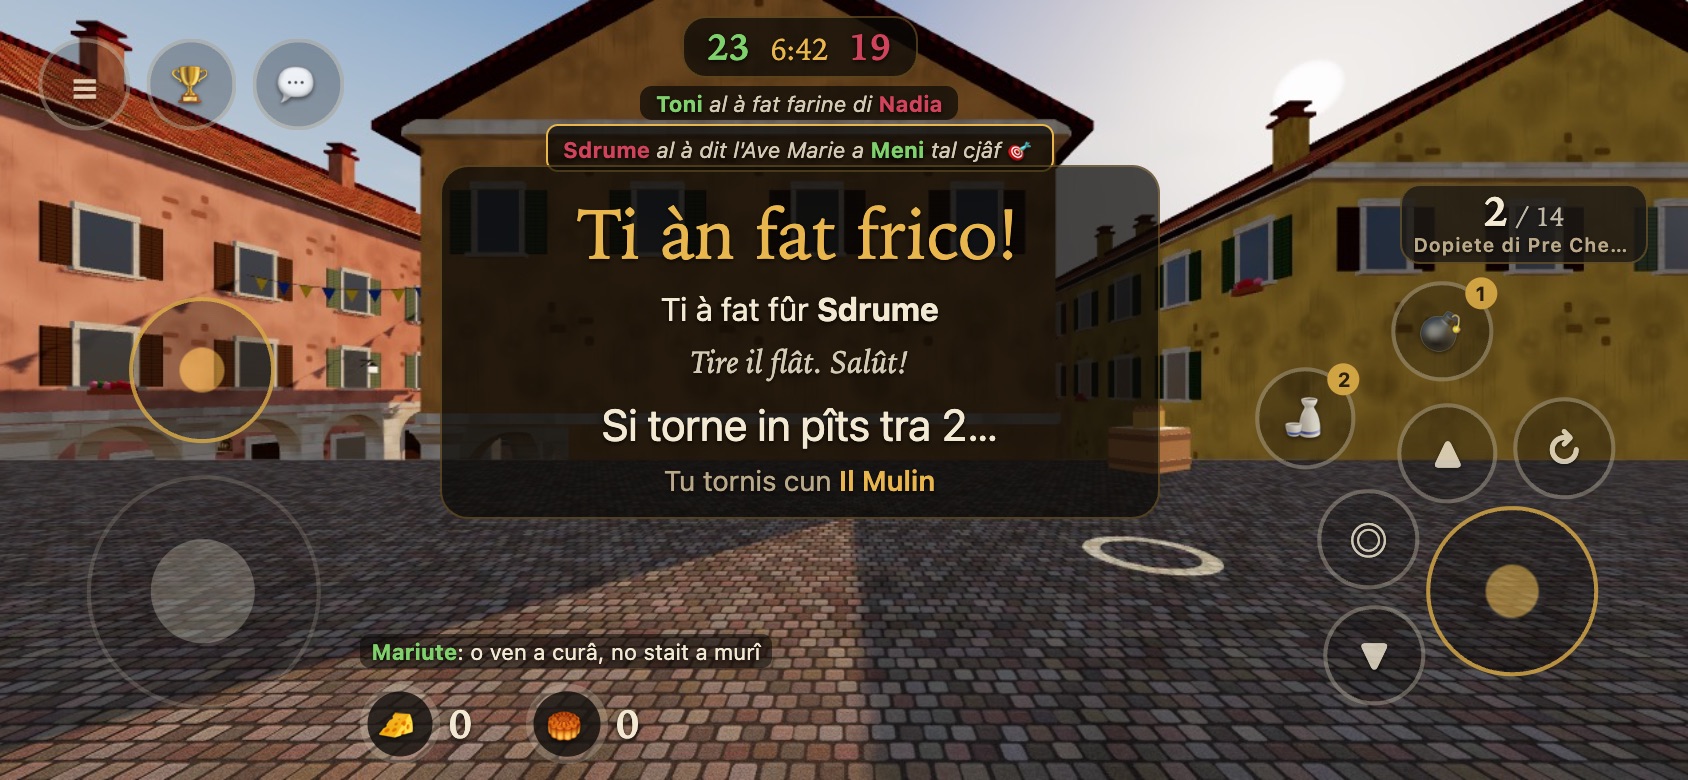 23 6:42 19
Toni al à fat farine di Nadia
Sdrume al à dit l'Ave Marie a Meni tal cjâf
Ti àn fat frico!
Ti à fat fûr Sdrume
Tire il flât. Salût!
Si torne in pîts tra 2...
Tu tornis cun Il Mulin
2 / 14
Dopiete di Pre Che...
1
2
Mariute: o ven a curâ, no stait a murî
0 0